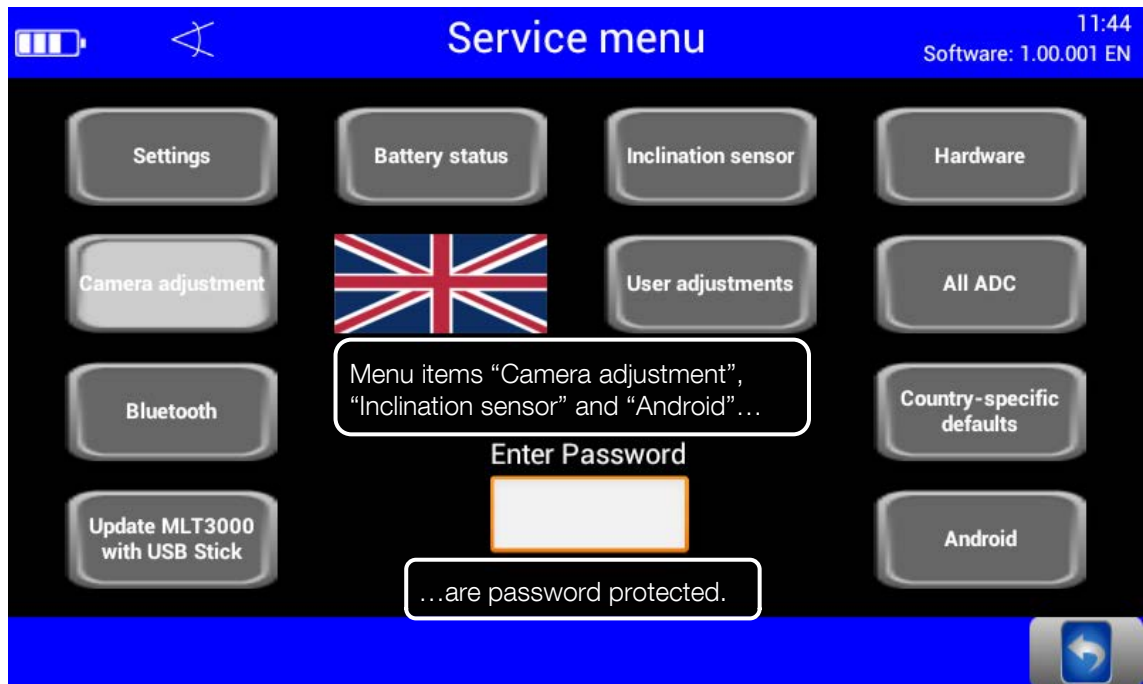 Service menu
11:44
Software: 1.00.001 EN
Settings
Battery status
Inclination sensor
Hardware
Camera adjustment
User adjustments
All ADC
Menu items “Camera adjustment”,
“Inclination sensor” and “Android”…
Bluetooth
Country-specific
defaults
Enter Password
Update MLT3000
with USB Stick
Android
…are password protected.